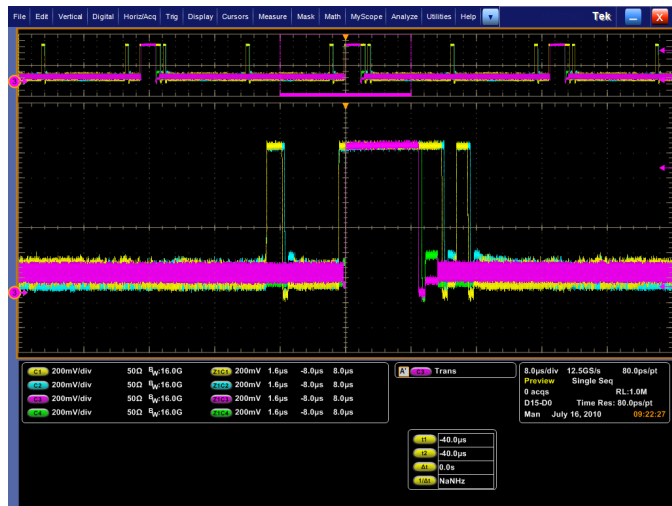 File Edit Vertical Digital Horiz/Acq Trig Display Cursors Measure Mask Math MyScope Analyze Utilities Help Tek X
C1 200mV/div 50Ω BW:16.0G
C2 200mV/div 50Ω BW:16.0G
C3 200mV/div 50Ω BW:16.0G
C4 200mV/div 50Ω BW:16.0G
Z1C1 200mV 1.6µs -8.0µs 8.0µs
Z1C2 200mV 1.6µs -8.0µs 8.0µs
Z1C3 200mV 1.6µs -8.0µs 8.0µs
Z1C4 200mV 1.6µs -8.0µs 8.0µs
A' C3 Trans
8.0µs/div 12.5GS/s 80.0ps/pt
Preview Single Seq
0 acqs RL:1.0M
D15-D0 Time Res: 80.0ps/pt
Man July 16, 2010 09:22:27
t1 -40.0µs
t2 -40.0µs
Δt 0.0s
1/Δt NaNHz